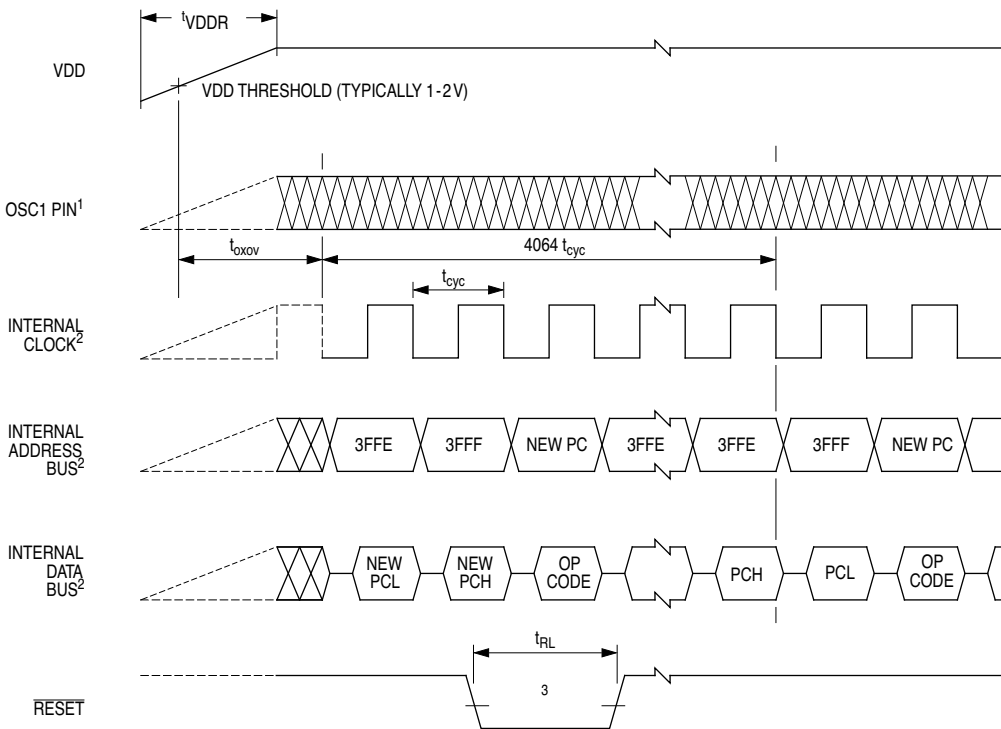 tVDDR
VDD
VDD THRESHOLD (TYPICALLY 1-2 V)
OSC1 PIN1
toxov
4064 tcyc
tcyc
INTERNAL
CLOCK2
INTERNAL
ADDRESS
BUS2
3FFE
3FFF
NEW PC
3FFE
3FFE
3FFF
NEW PC
INTERNAL
DATA
BUS2
NEW
PCL
NEW
PCH
OP
CODE
PCH
PCL
OP
CODE
tRL
3
RESET